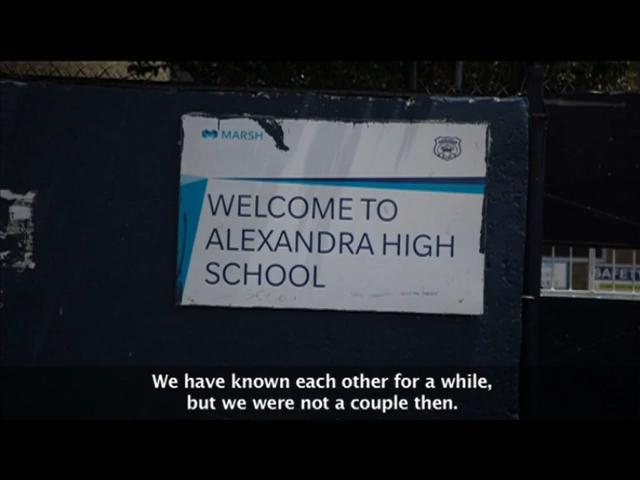 MARSH
WELCOME TO
ALEXANDRA HIGH
SCHOOL
SAFETY
We have known each other for a while,
but we were not a couple then.